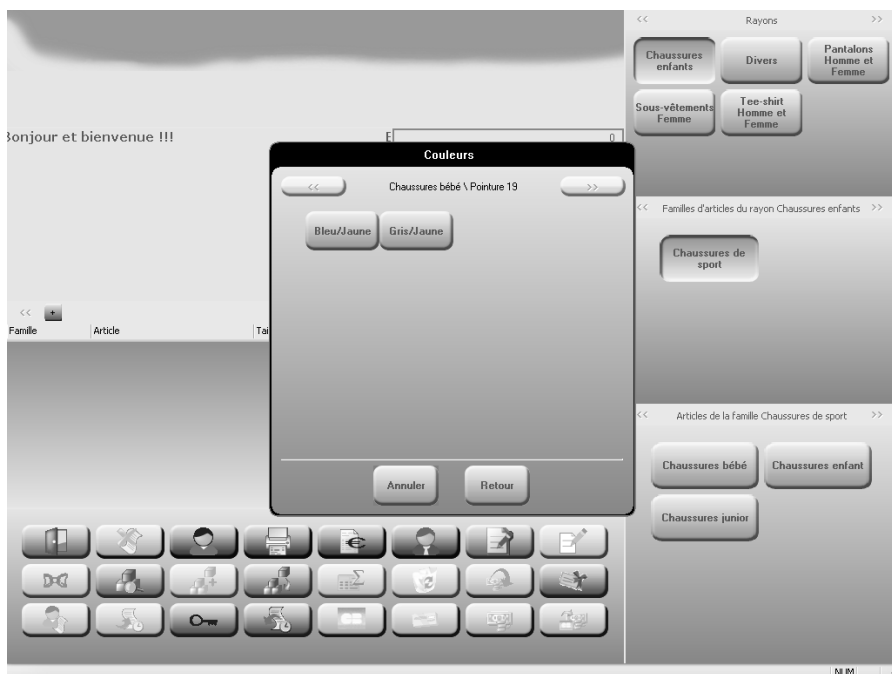 << Rayons >>
Chaussures
enfants
Divers
Pantalons
Homme et
Femme
Sous-vêtements
Femme
Tee-shirt
Homme et
Femme
Bonjour et bienvenue !!!
E
0
Couleurs
<< Chaussures bébé \ Pointure 19 >>
Bleu/Jaune
Gris/Jaune
Annuler
Retour
<< Familles d'articles du rayon Chaussures enfants >>
Chaussures de
sport
<< +
Famille Article Tai
<< Articles de la famille Chaussures de sport >>
Chaussures bébé
Chaussures enfant
Chaussures junior
NUM